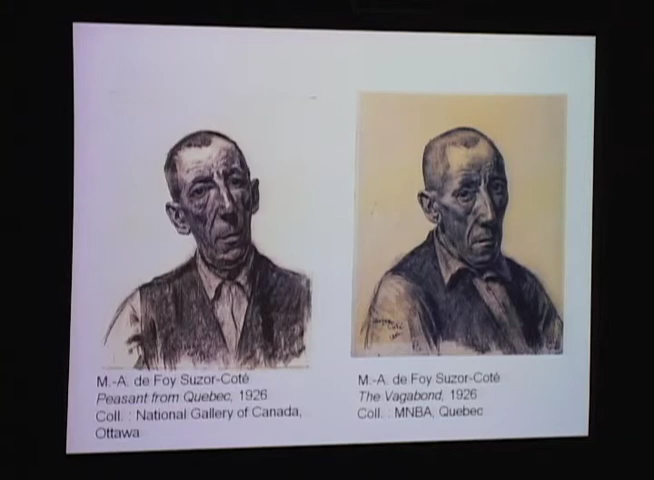 M.-A. de Foy Suzor-Coté
Peasant from Quebec, 1926
Coll. : National Gallery of Canada,
Ottawa
M.-A. de Foy Suzor-Coté
The Vagabond, 1926
Coll. : MNBA, Quebec